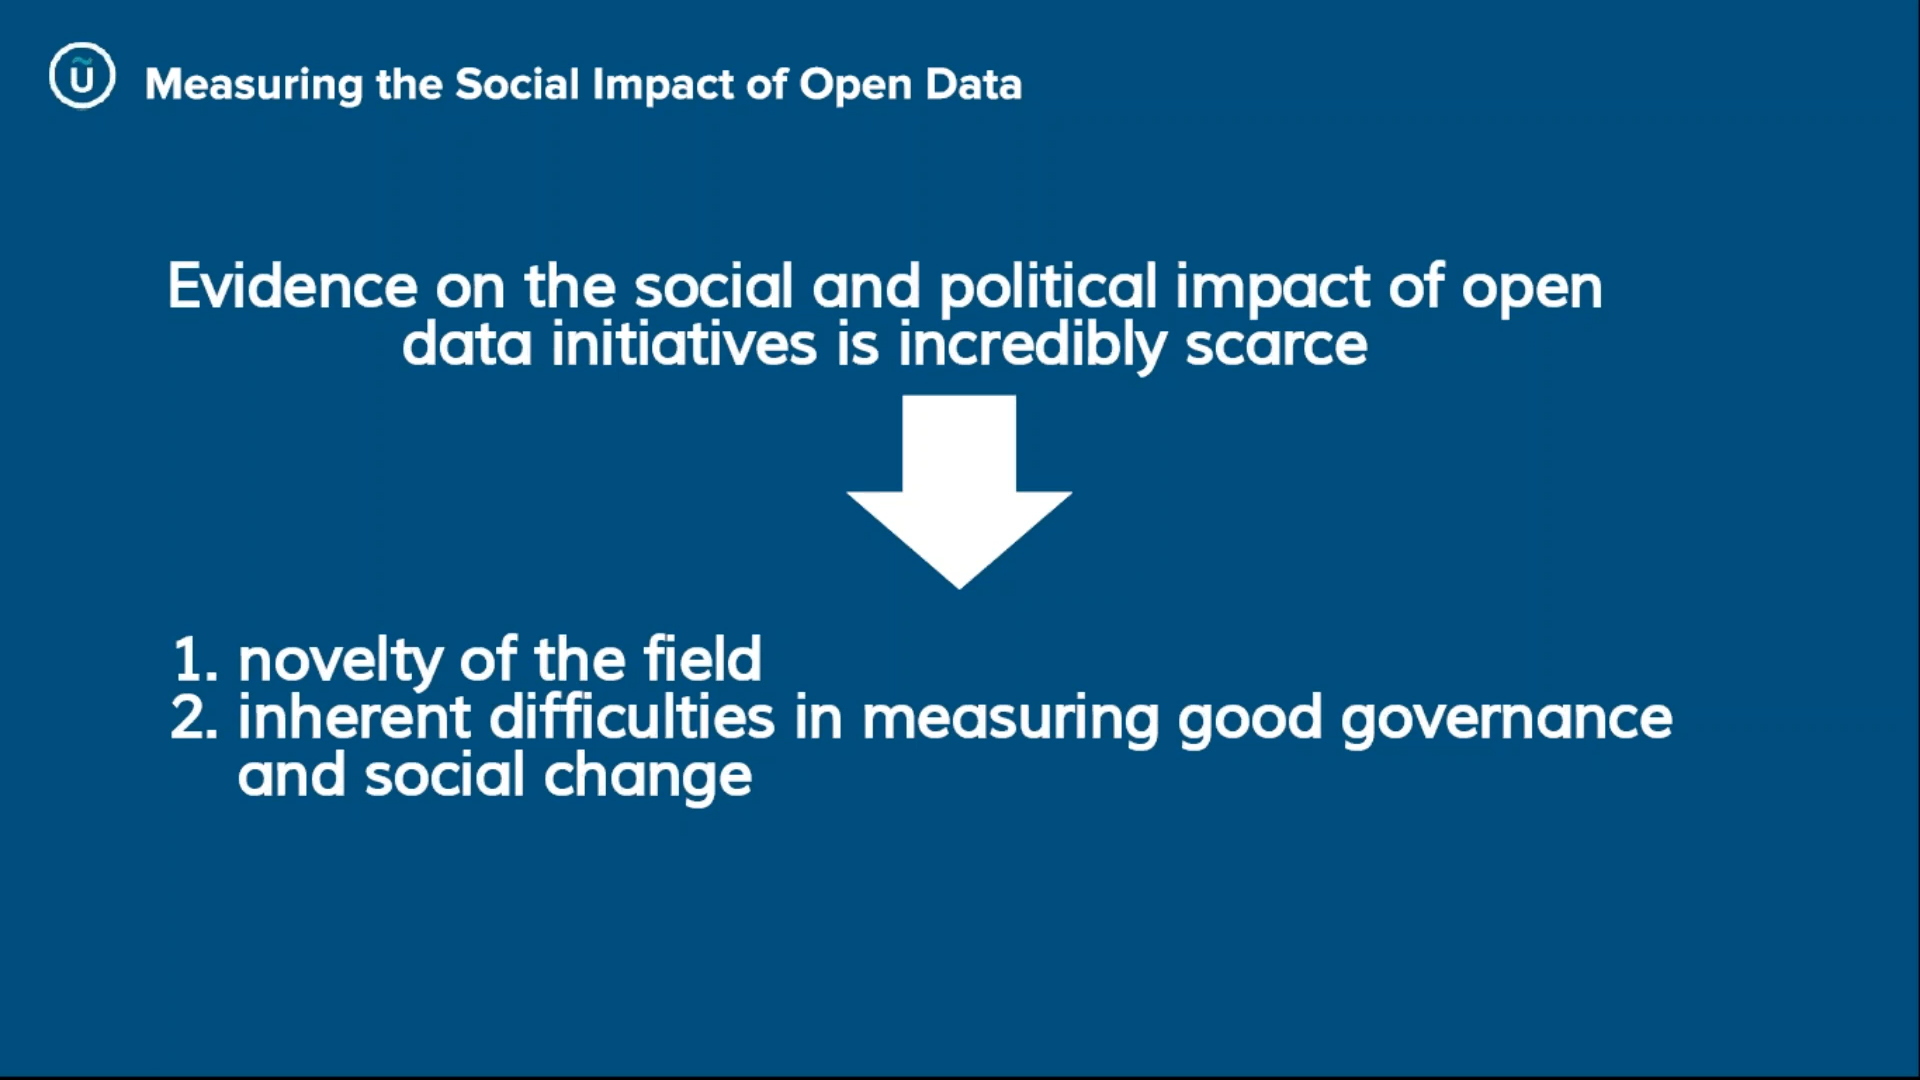 Ũ
Measuring the Social Impact of Open Data
Evidence on the social and political impact of open
data initiatives is incredibly scarce
1. novelty of the field
2. inherent difficulties in measuring good governance
and social change